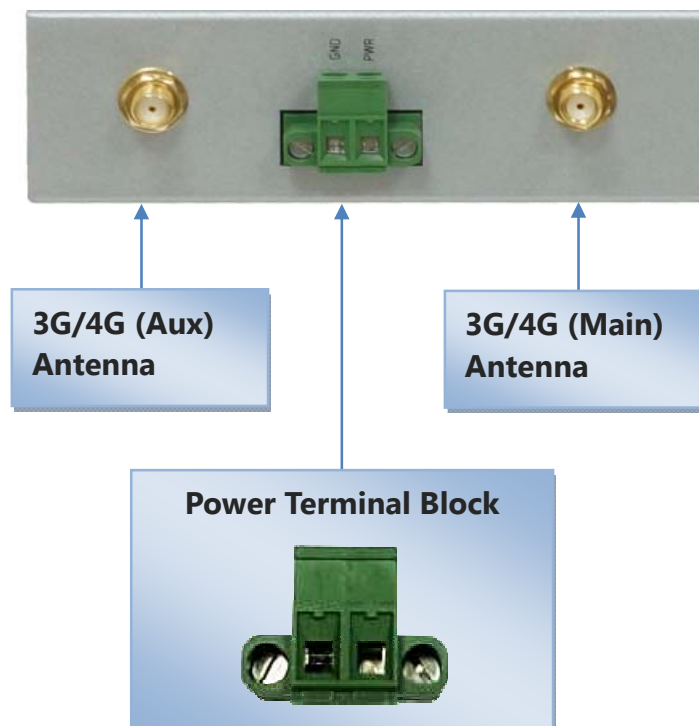 GND
PWR
3G/4G (Aux)
Antenna
3G/4G (Main)
Antenna
Power Terminal Block